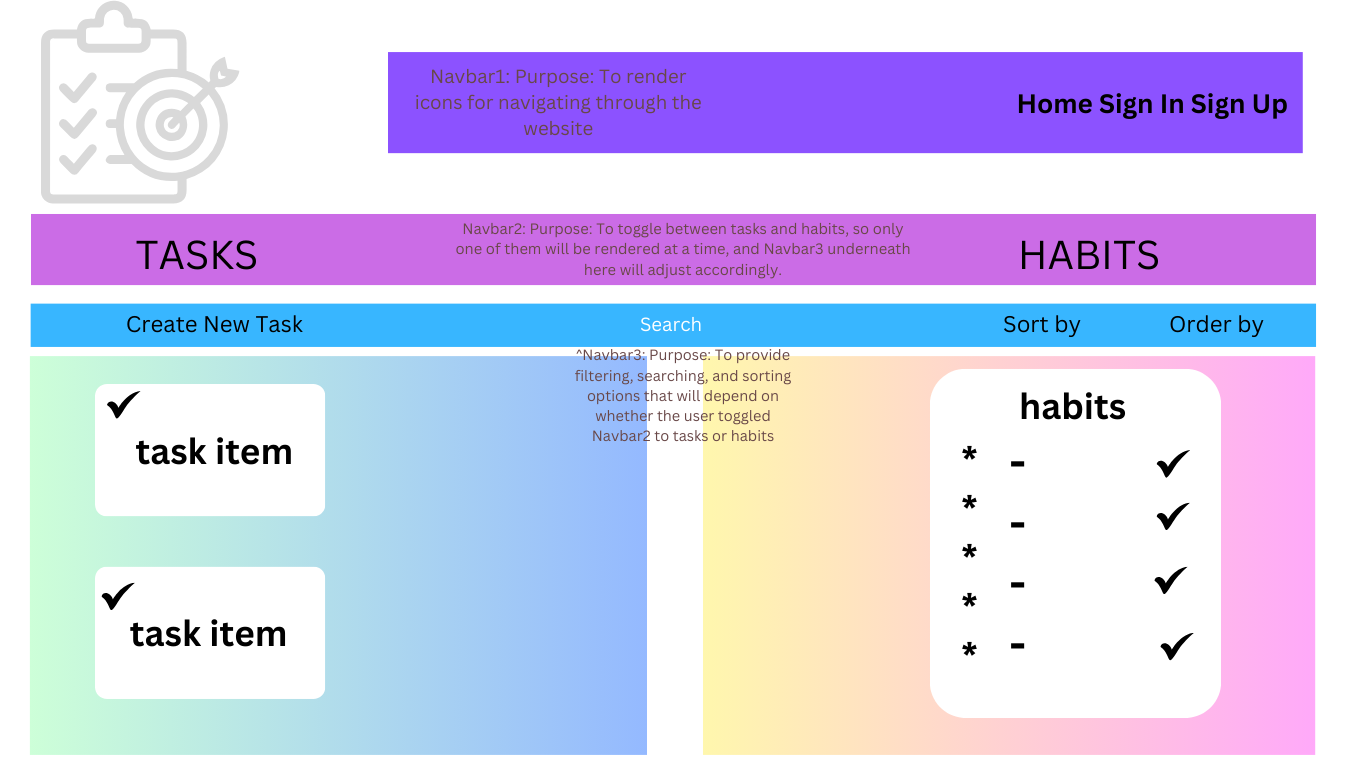 Navbar1: Purpose: To render
icons for navigating through the
website
Home Sign In Sign Up
TASKS
Navbar2: Purpose: To toggle between tasks and habits, so only
one of them will be rendered at a time, and Navbar3 underneath
here will adjust accordingly.
HABITS
Create New Task
Search
Sort by
Order by
^Navbar3: Purpose: To provide
filtering, searching, and sorting
options that will depend on
whether the user toggled
Navbar2 to tasks or habits
✔
task item
✔
task item
habits
* - ✔
* - ✔
* - ✔
* - ✔
*